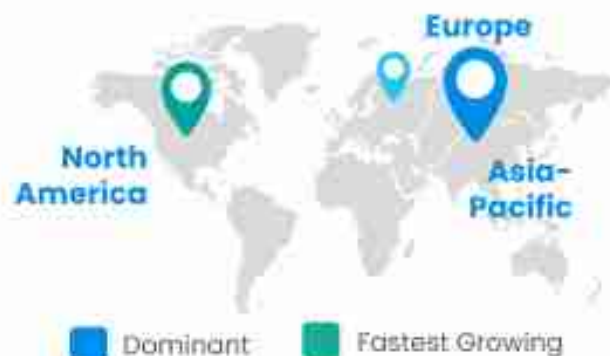 Europe
North
America
Asia-
Pacific
Dominant
Fastest Growing